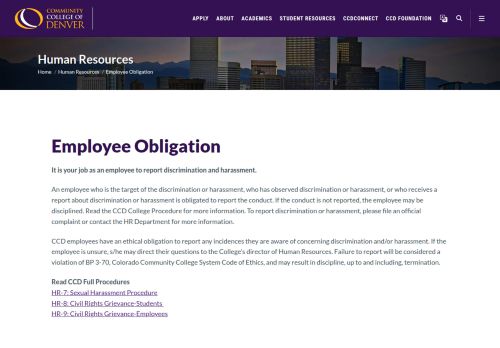 COMMUNITY
COLLEGE OF
DENVER
APPLY ABOUT ACADEMICS STUDENT RESOURCES CCDCONNECT CCD FOUNDATION
Human Resources
Home / Human Resources / Employee Obligation
Employee Obligation
It is your job as an employee to report discrimination and harassment.
An employee who is the target of the discrimination or harassment, who has observed discrimination or harassment, or who receives a
report about discrimination or harassment is obligated to report the conduct. If the conduct is not reported, the employee may be
disciplined. Read the CCD College Procedure for more information. To report discrimination or harassment, please file an official
complaint or contact the HR Department for more information.
CCD employees have an ethical obligation to report any incidences they are aware of concerning discrimination and/or harassment. If the
employee is unsure, s/he may direct their questions to the College's director of Human Resources. Failure to report will be considered a
violation of BP 3-70, Colorado Community College System Code of Ethics, and may result in discipline, up to and including, termination.
Read CCD Full Procedures
HR-7: Sexual Harassment Procedure
HR-8: Civil Rights Grievance-Students
HR-9: Civil Rights Grievance-Employees